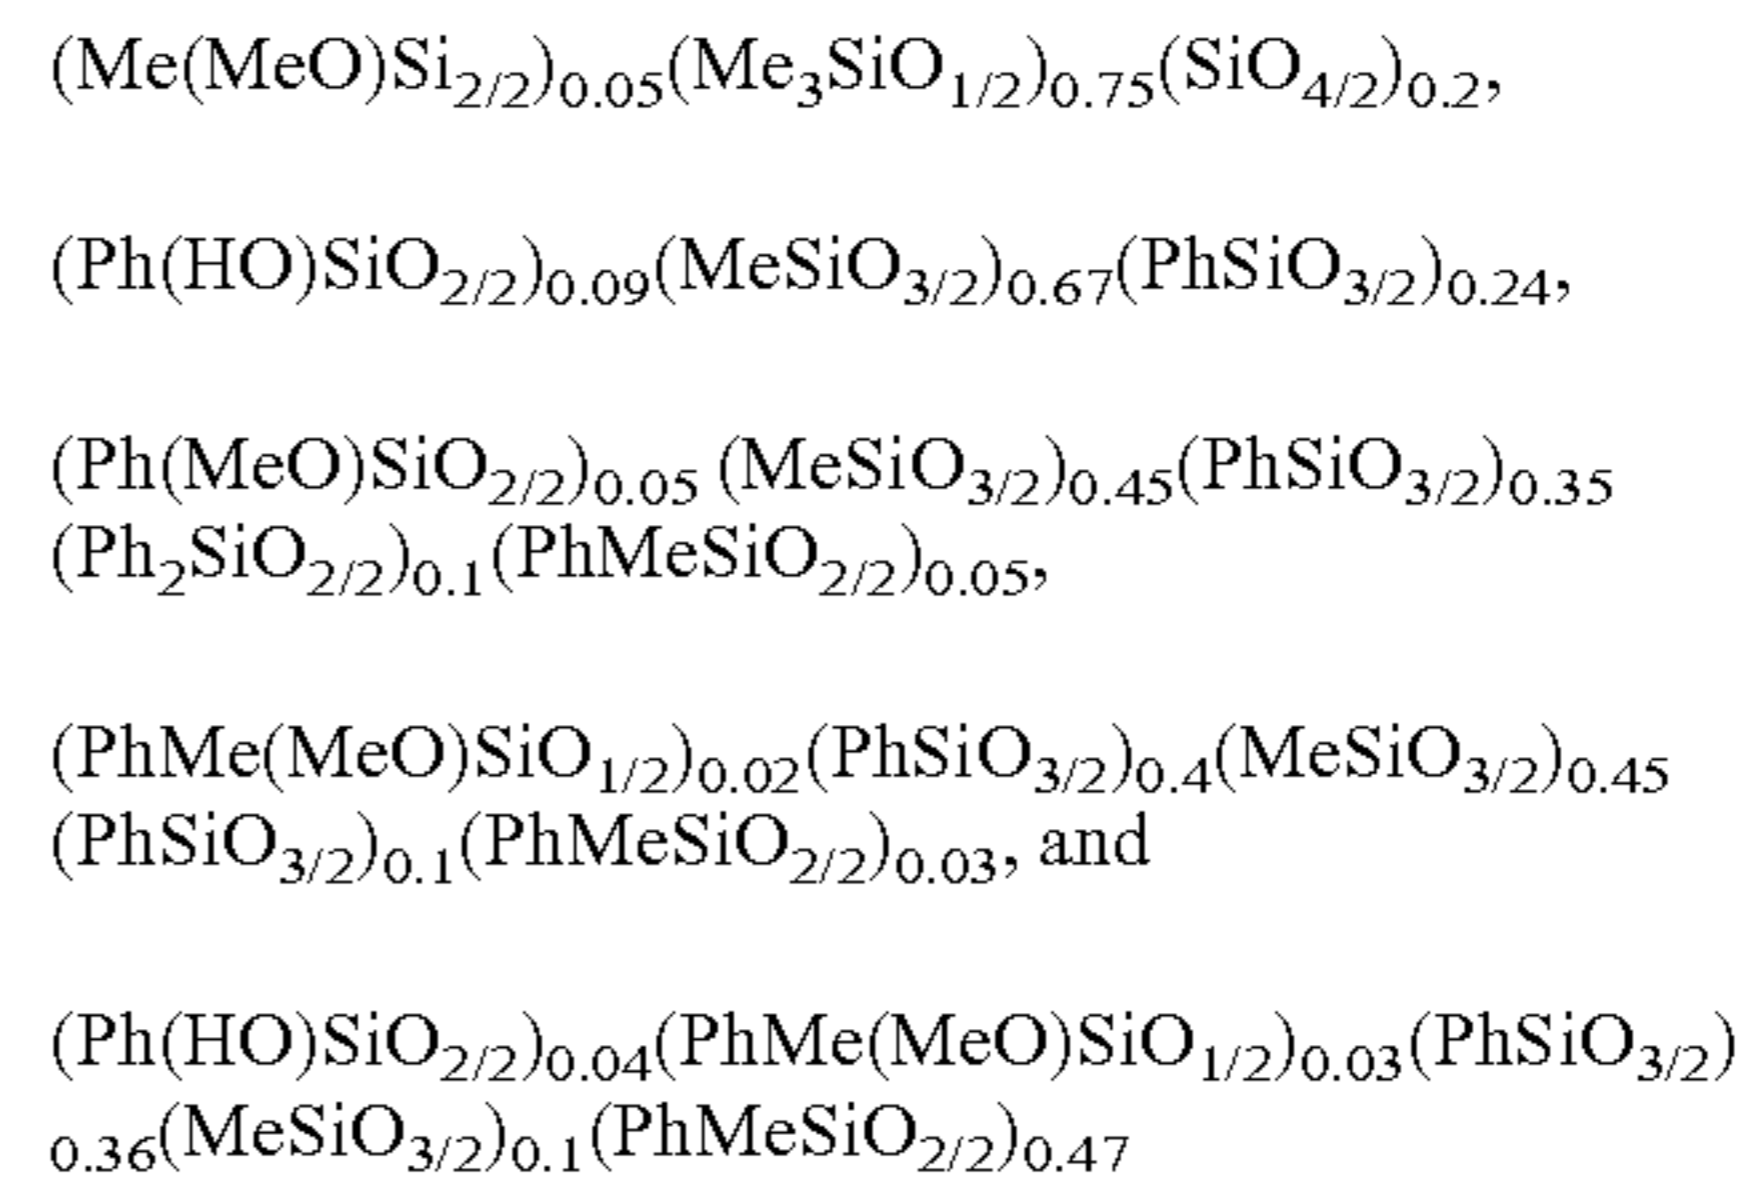 (Me(MeO)Si2/2)0.05(Me3SiO1/2)0.75(SiO4/2)0.2,
(Ph(HO)SiO2/2)0.09(MeSiO3/2)0.67(PhSiO3/2)0.24,
(Ph(MeO)SiO2/2)0.05 (MeSiO3/2)0.45(PhSiO3/2)0.35
(Ph2SiO2/2)0.1(PhMeSiO2/2)0.05,
(PhMe(MeO)SiO1/2)0.02(PhSiO3/2)0.4(MeSiO3/2)0.45
(PhSiO3/2)0.1(PhMeSiO2/2)0.03, and
(Ph(HO)SiO2/2)0.04(PhMe(MeO)SiO1/2)0.03(PhSiO3/2)
0.36(MeSiO3/2)0.1(PhMeSiO2/2)0.47